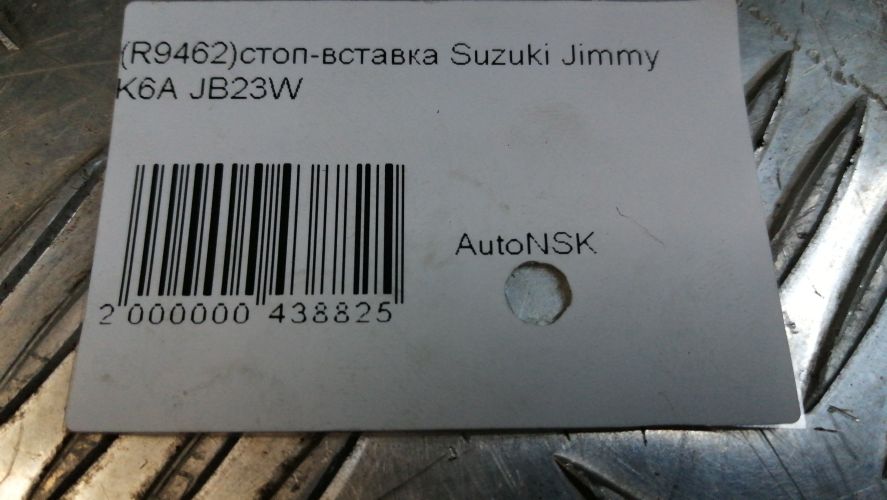 (R9462)стоп-вставка Suzuki Jimmy
K6A JB23W
AutoNSK
2 000000 438825